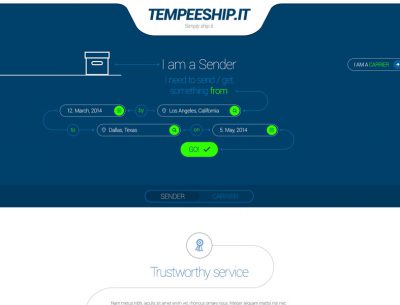 TEMPEESHIP.IT
Simply ship it
I am a Sender
I AM A CARRIER
I need to send / get
something from
12. March, 2014
by
Los Angeles, California
to
Dallas, Texas
on
5. May, 2014
GO!
SENDER
CARRIER
Trustworthy service